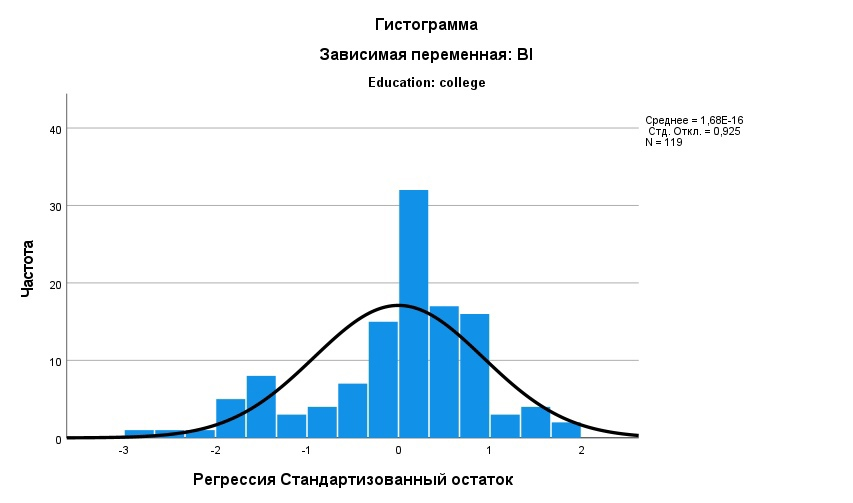 Гистограмма
Зависимая переменная: BI
Education: college
Среднее = 1,68E-16
Стд. Откл. = 0,925
N = 119
40
30
20
10
0
Частота
-3 -2 -1 0 1 2
Регрессия Стандартизованный остаток